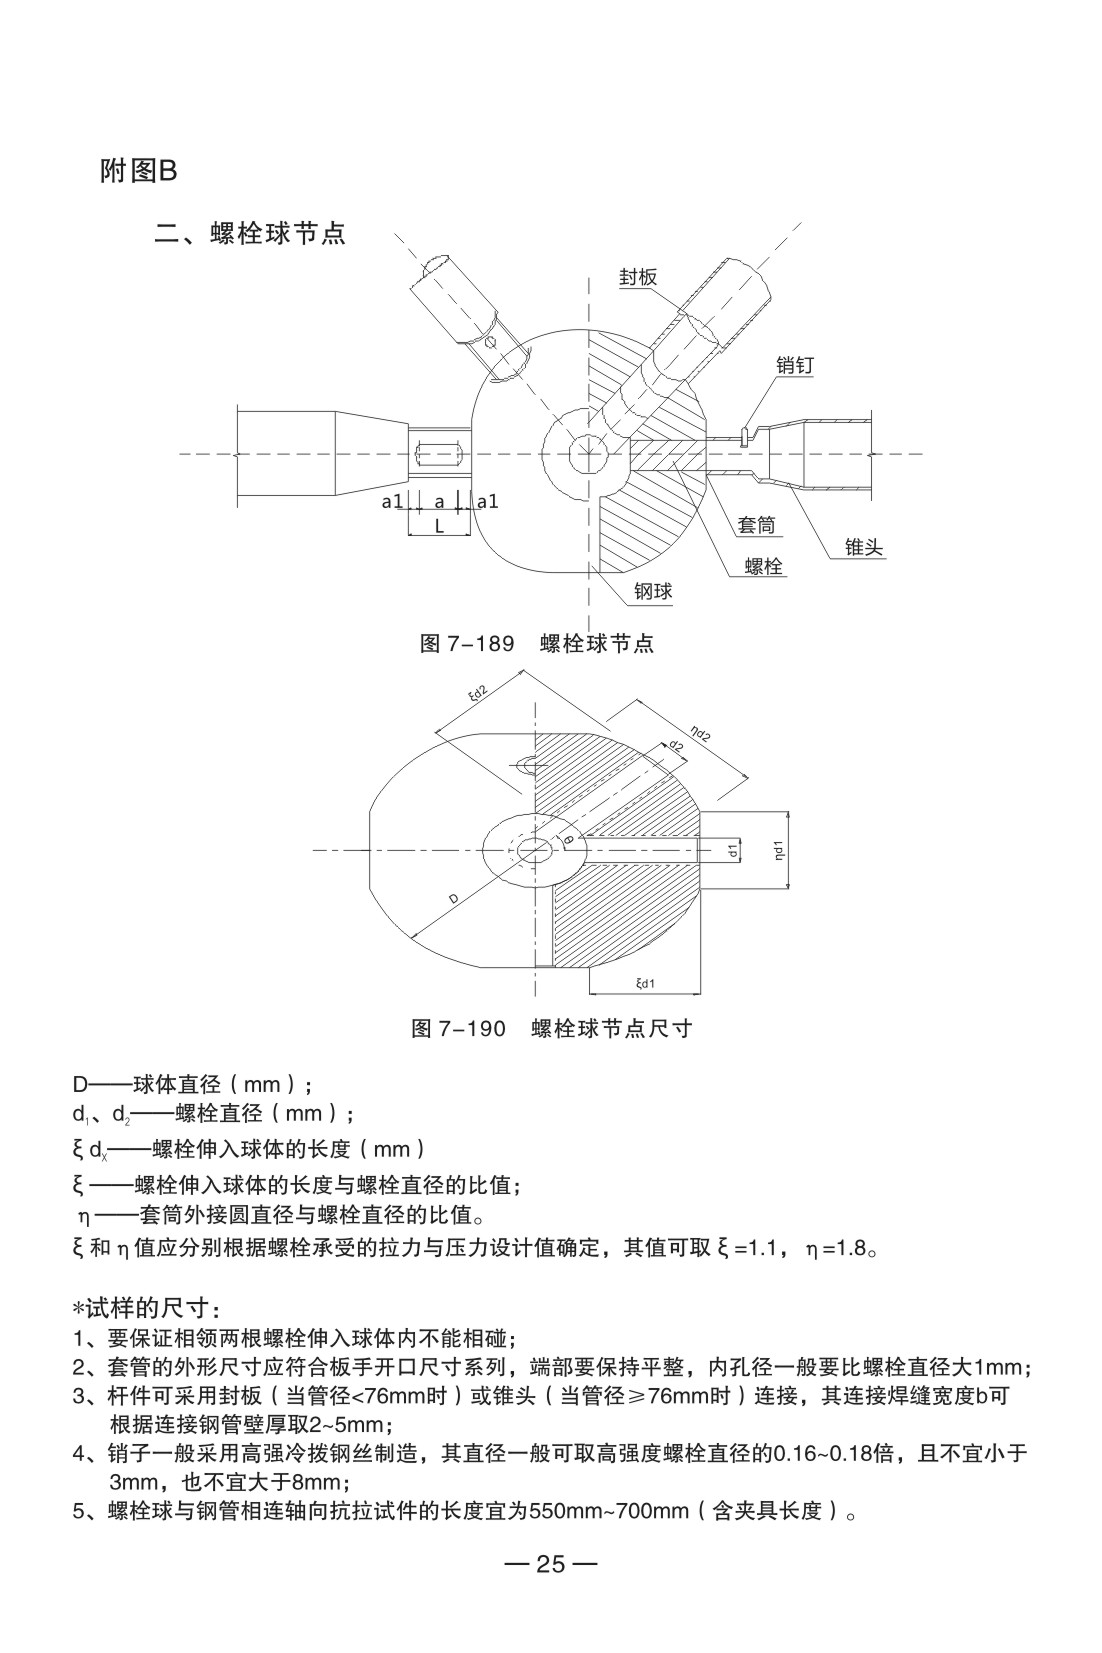 附图B
二、螺栓球节点
封板
销钉
a1 a a1
L
套筒
锥头
螺栓
钢球
图 7-189 螺栓球节点
ξd2
ηd2
d2
θ
d1
ηd1
D
ξd1
图 7-190 螺栓球节点尺寸
D——球体直径（mm）；
d₁、d₂——螺栓直径（mm）；
ξ dₓ——螺栓伸入球体的长度（mm）
ξ ——螺栓伸入球体的长度与螺栓直径的比值；
η ——套筒外接圆直径与螺栓直径的比值。
ξ 和 η 值应分别根据螺栓承受的拉力与压力设计值确定，其值可取 ξ =1.1， η =1.8。
*试样的尺寸：
1、要保证相领两根螺栓伸入球体内不能相碰；
2、套管的外形尺寸应符合板手开口尺寸系列，端部要保持平整，内孔径一般要比螺栓直径大1mm；
3、杆件可采用封板（当管径<76mm时）或锥头（当管径≥76mm时）连接，其连接焊缝宽度b可
根据连接钢管壁厚取2~5mm；
4、销子一般采用高强冷拨钢丝制造，其直径一般可取高强度螺栓直径的0.16~0.18倍，且不宜小于
3mm，也不宜大于8mm；
5、螺栓球与钢管相连轴向抗拉试件的长度宜为550mm~700mm（含夹具长度）。
— 25 —